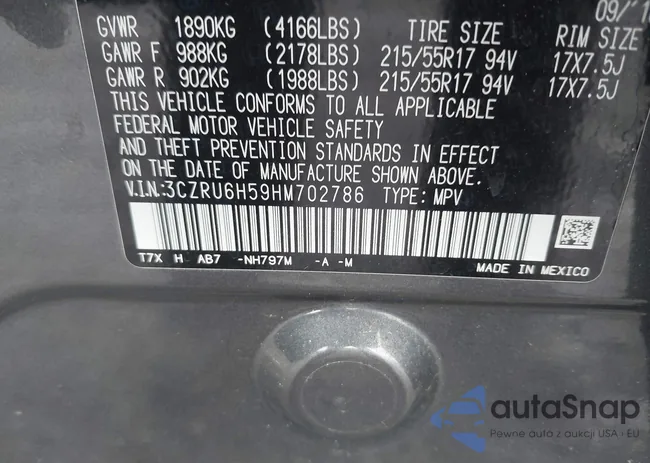 09/'16
GVWR 1890KG (4166LBS) TIRE SIZE RIM SIZE
GAWR F 988KG (2178LBS) 215/55R17 94V 17X7.5J
GAWR R 902KG (1988LBS) 215/55R17 94V 17X7.5J
THIS VEHICLE CONFORMS TO ALL APPLICABLE
FEDERAL MOTOR VEHICLE SAFETY
AND THEFT PREVENTION STANDARDS IN EFFECT
ON THE DATE OF MANUFACTURE SHOWN ABOVE.
V.I.N.:3CZRU6H59HM702786 TYPE: MPV
T7X H AB7 -NH797M -A -M
MADE IN MEXICO
autaSnap
Pewne auta z aukcji USA i EU